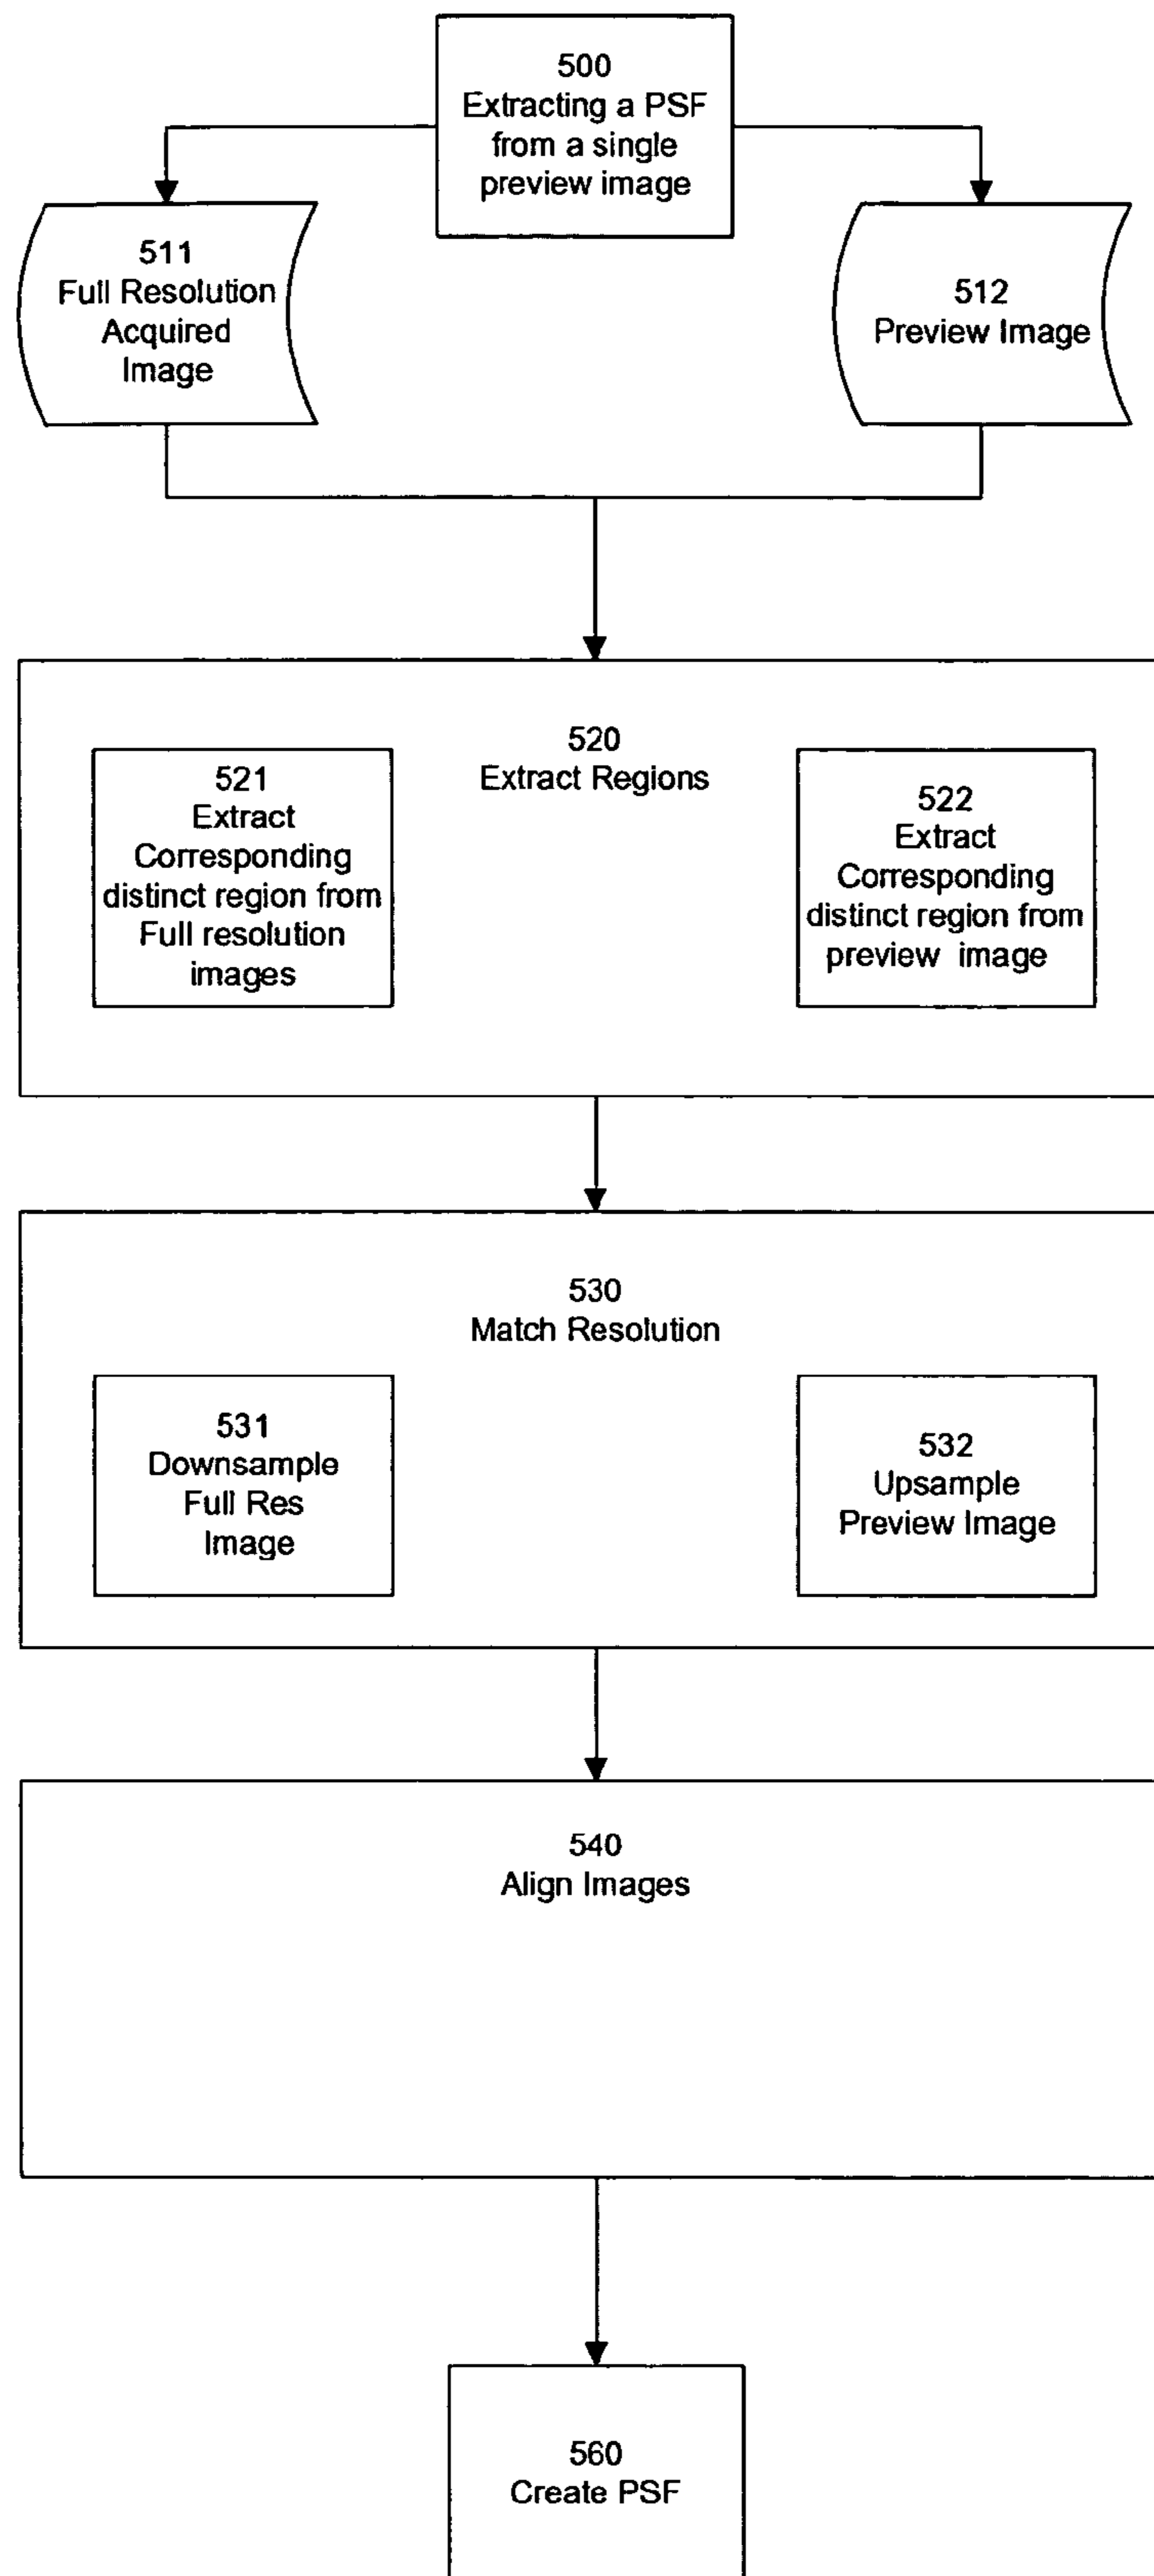 500
Extracting a PSF
from a single
preview image
511
Full Resolution
Acquired
Image
512
Preview Image
520
Extract Regions
521
Extract
Corresponding
distinct region from
Full resolution
images
522
Extract
Corresponding
distinct region from
preview image
530
Match Resolution
531
Downsample
Full Res
Image
532
Upsample
Preview Image
540
Align Images
560
Create PSF